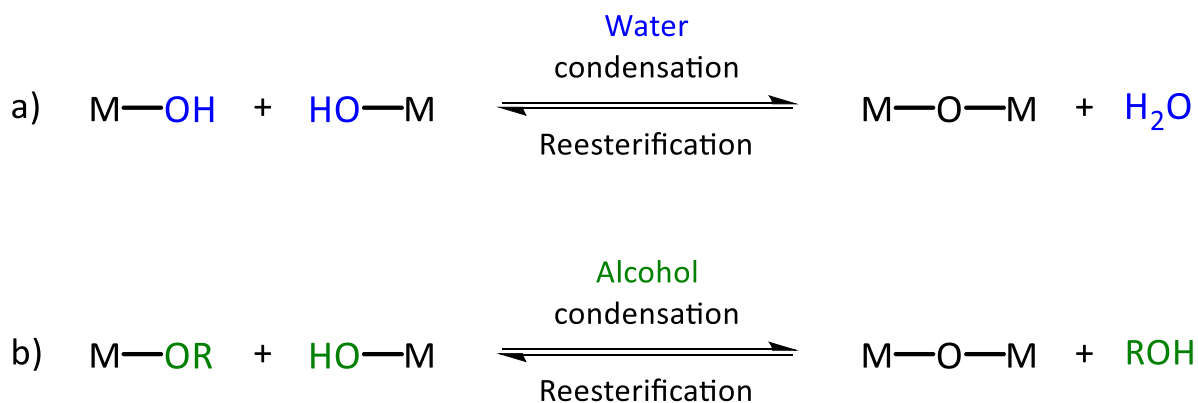 Water
condensation
a) M—OH + HO—M ⇌ M—O—M + H₂O
Reesterification
Alcohol
condensation
b) M—OR + HO—M ⇌ M—O—M + ROH
Reesterification